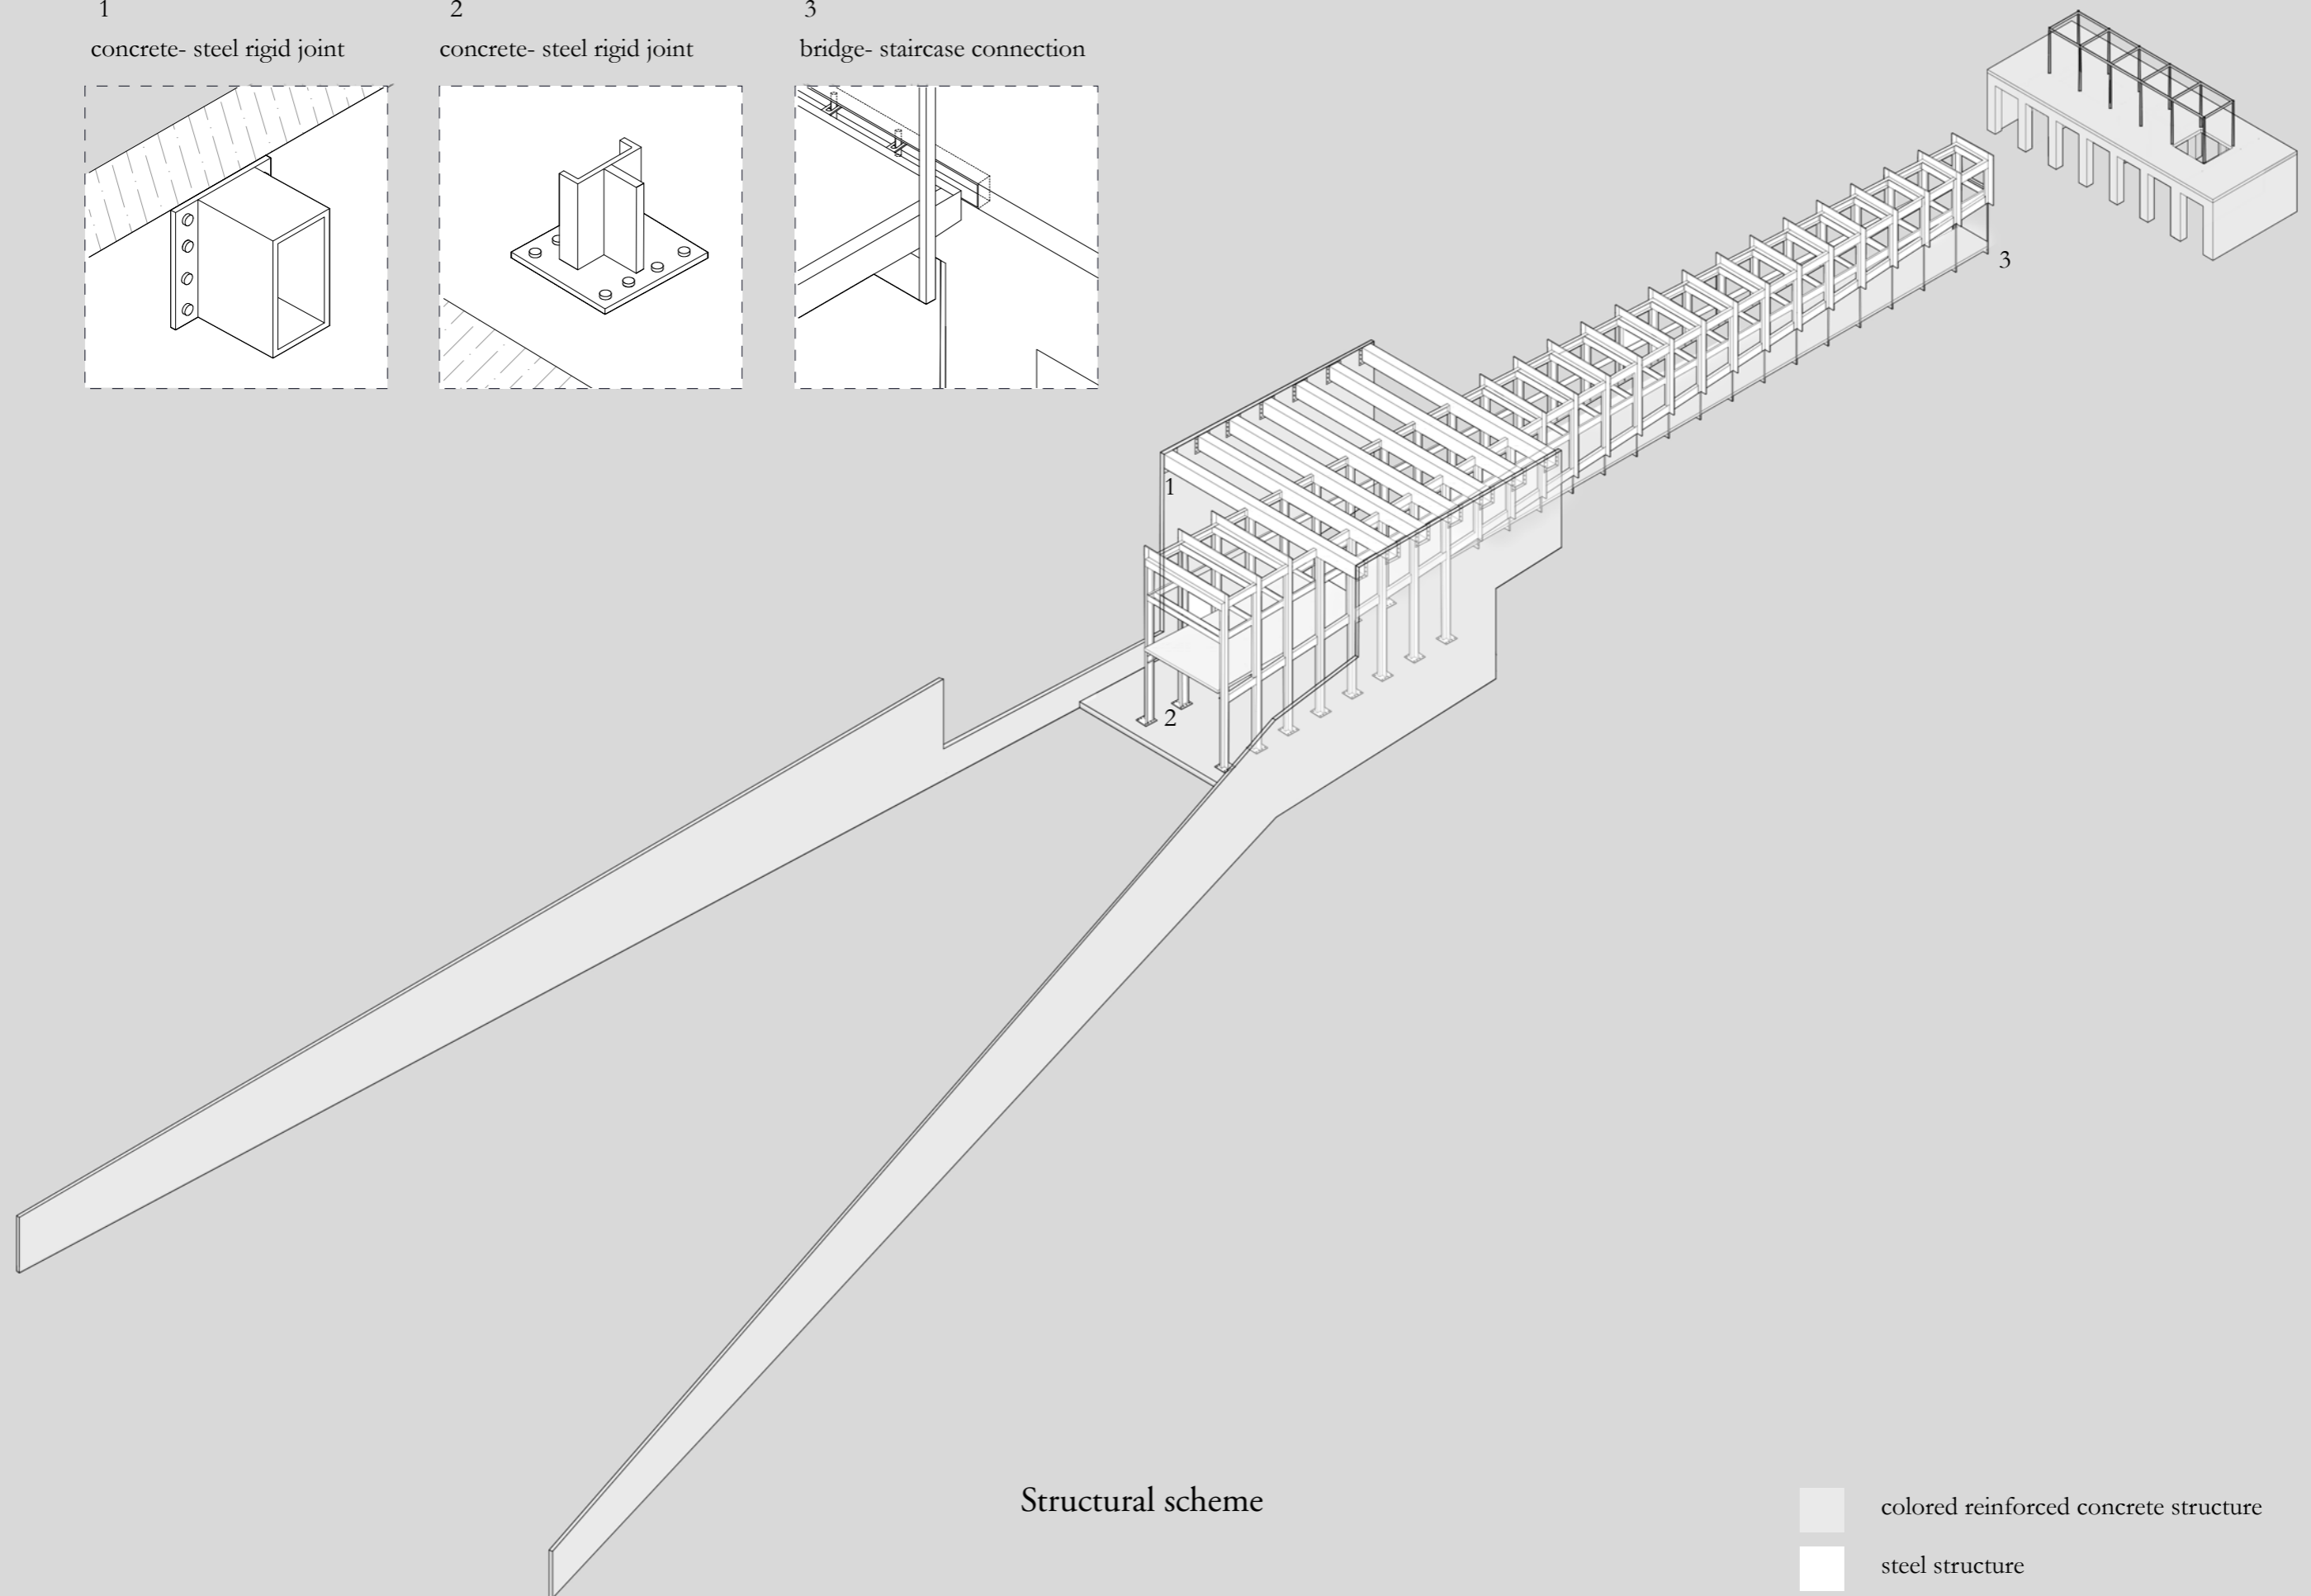 1
concrete- steel rigid joint
2
concrete- steel rigid joint
3
bridge- staircase connection
3
1
2
Structural scheme
colored reinforced concrete structure
steel structure